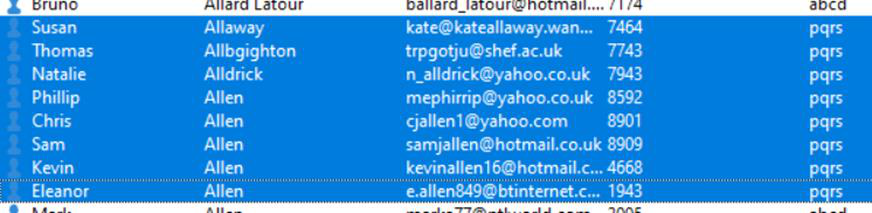 Bruno Allard Latour ballard_latour@hotmail.... 7174 abcd
Susan Allaway kate@kateallaway.wan... 7464 pqrs
Thomas Allbgighton trpgotju@shef.ac.uk 7743 pqrs
Natalie Alldrick n_alldrick@yahoo.co.uk 7943 pqrs
Phillip Allen mephirrip@yahoo.co.uk 8592 pqrs
Chris Allen cjallen1@yahoo.com 8901 pqrs
Sam Allen samjallen@hotmail.co.uk 8909 pqrs
Kevin Allen kevinallen16@hotmail.c... 4668 pqrs
Eleanor Allen e.allen849@btinternet.c... 1943 pqrs
Mark Allen